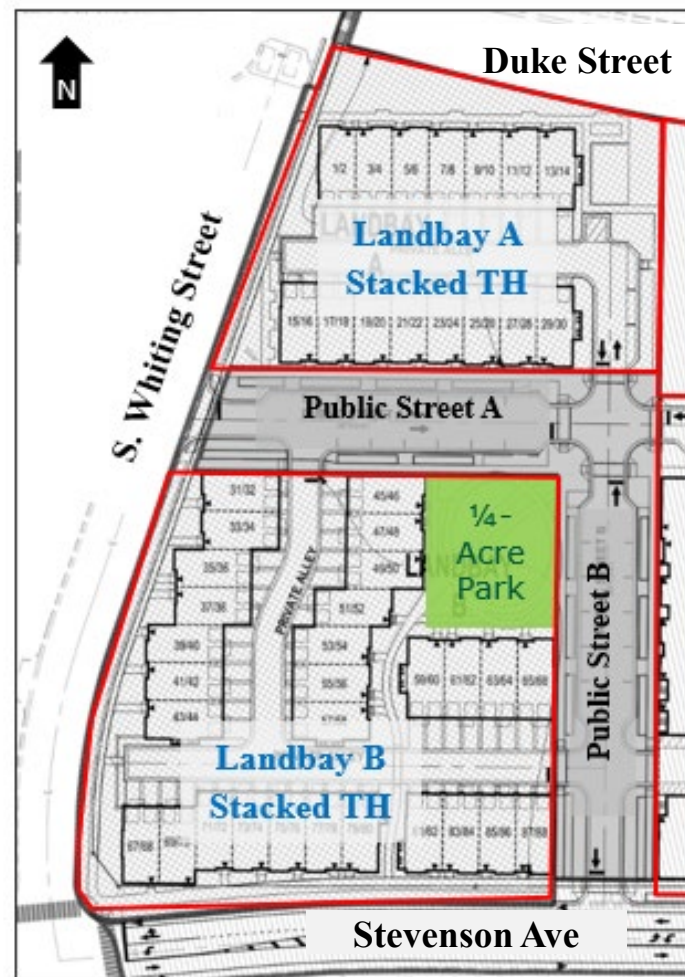 Duke Street
N
1/2 3/4 5/6 7/8 9/10 11/12 13/14
S. Whiting Street
LANDBAY
A
PRIVATE ALLEY
Landbay A
Stacked TH
15/16 17/18 19/20 21/22 23/24 25/26 27/28 29/30
Public Street A
31/32
33/34
35/36
37/38
39/40
41/42
43/44
PRIVATE ALLEY
45/46
47/48
49/50
51/52
53/54
55/56
¼-
Acre
Park
59/60 61/62 63/64 65/66
Public Street B
Landbay B
Stacked TH
67/68
83/84 85/86 87/88
Stevenson Ave